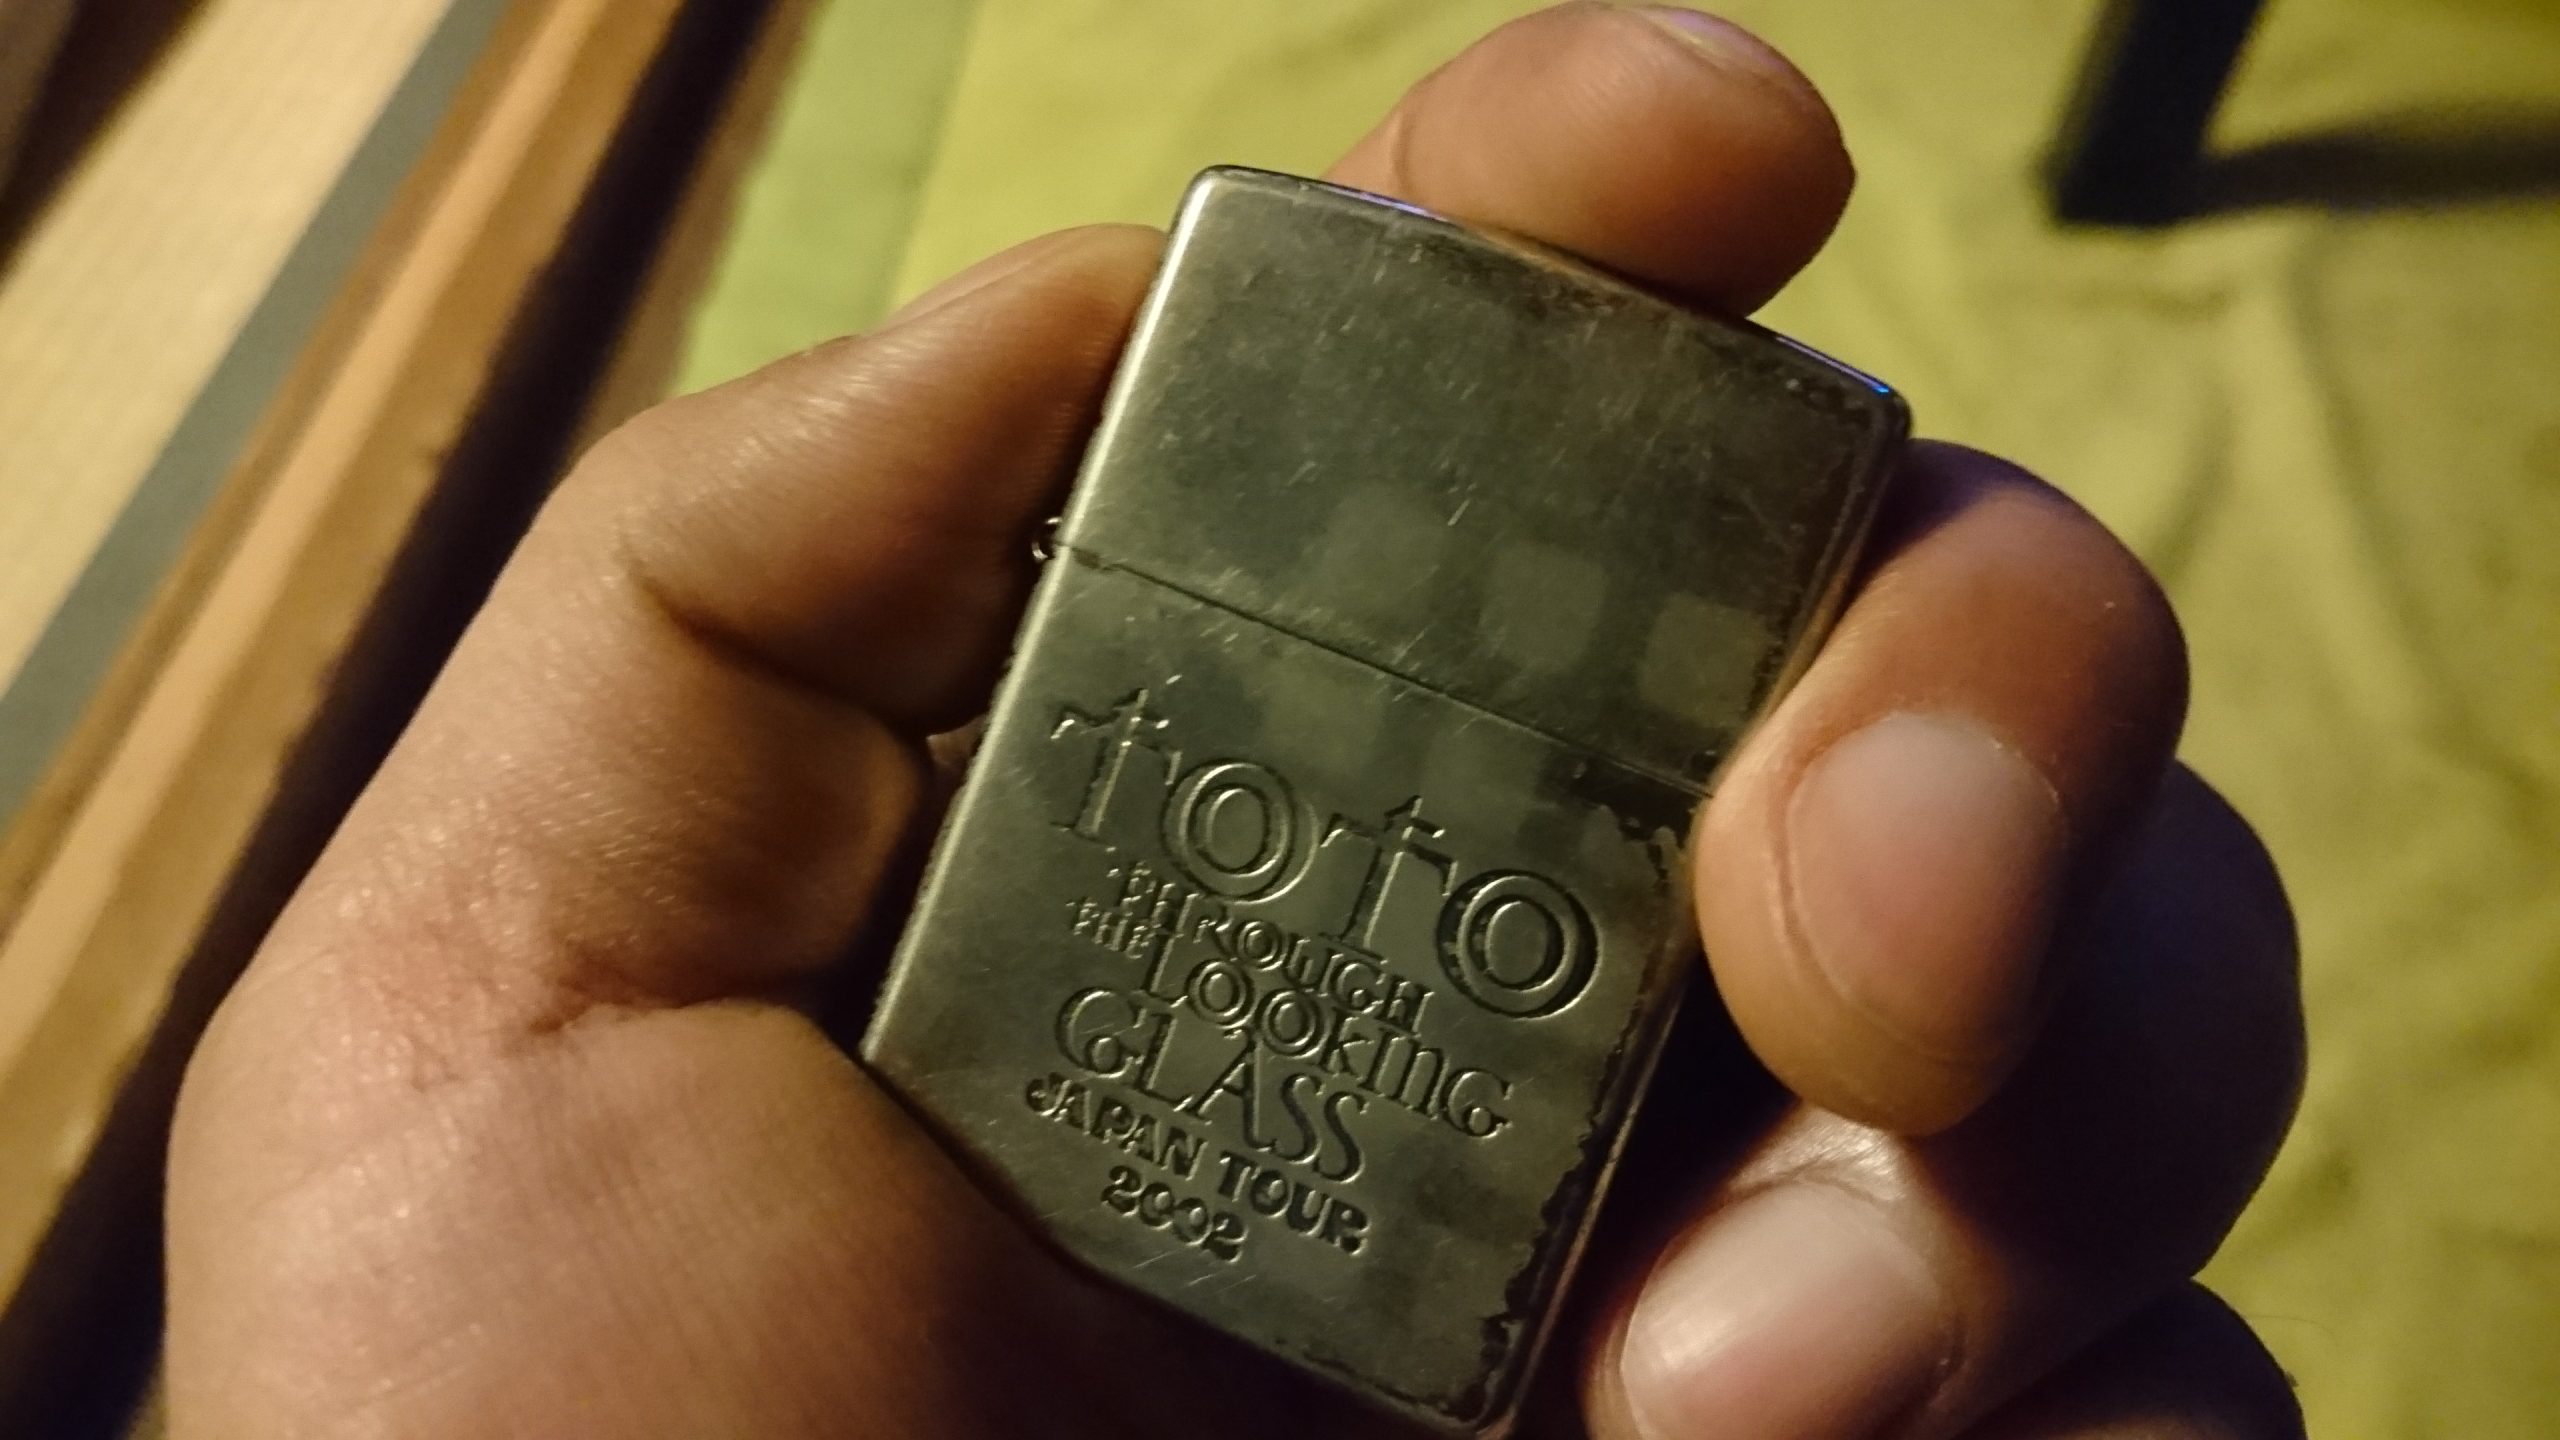 TOTO
THROUGH
THE LOOKING
GLASS
JAPAN TOUR
2002